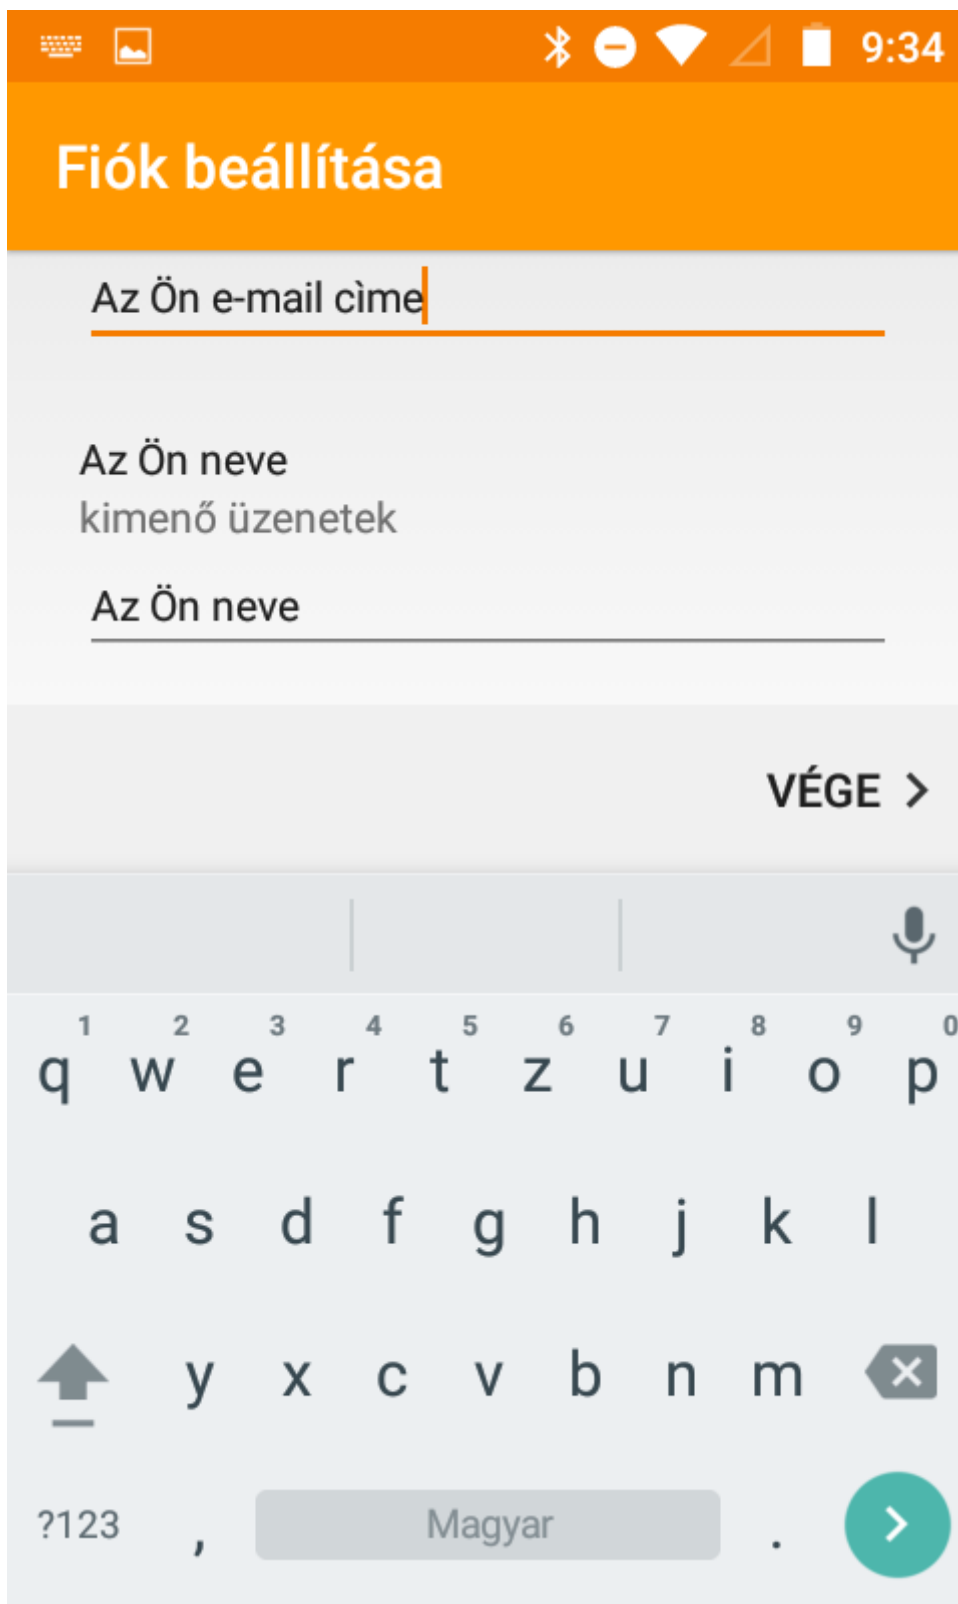 9:34
Fiók beállítása
Az Ön e-mail cìme
Az Ön neve
kimenő üzenetek
Az Ön neve
VÉGE
1 2 3 4 5 6 7 8 9 0
q w e r t z u i o p
a s d f g h j k l
y x c v b n m
?123 , Magyar .